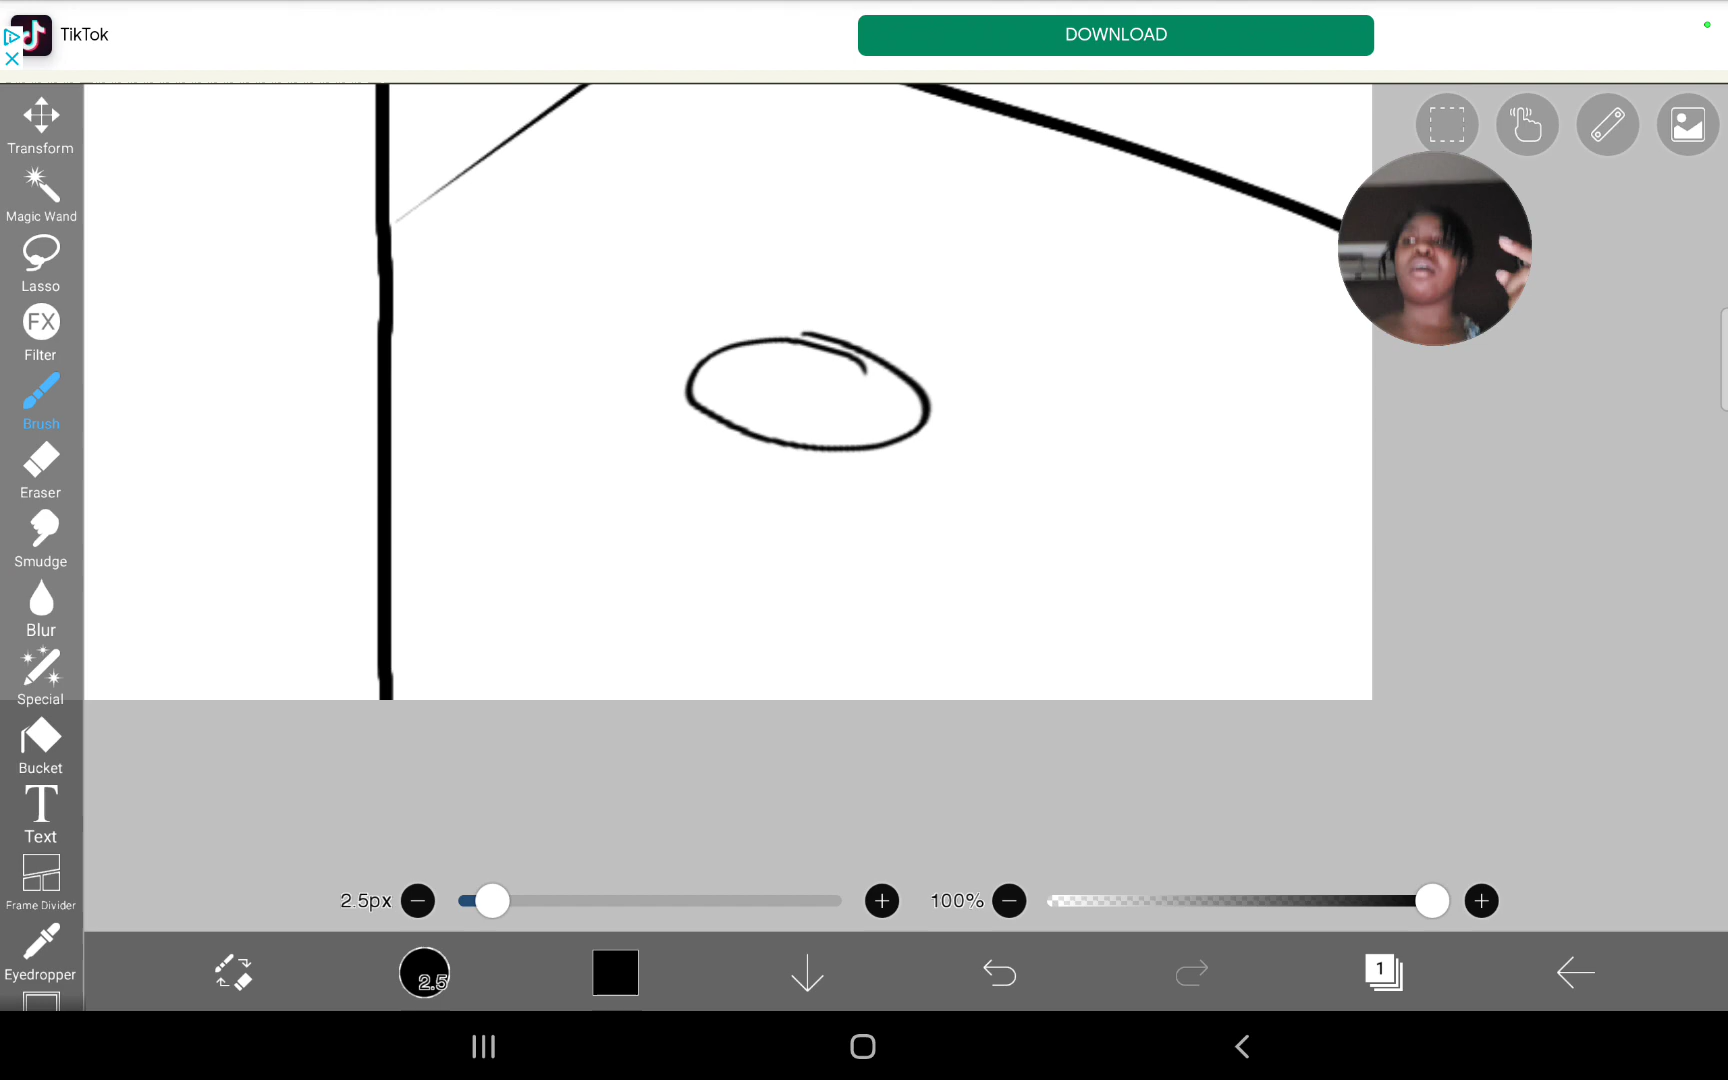 TikTok
DOWNLOAD
Transform
Magic Wand
Lasso
FX
Filter
Brush
Eraser
Smudge
Blur
Special
Bucket
T
Text
Frame Divider
Eyedropper
2.5px
100%
2.5
1